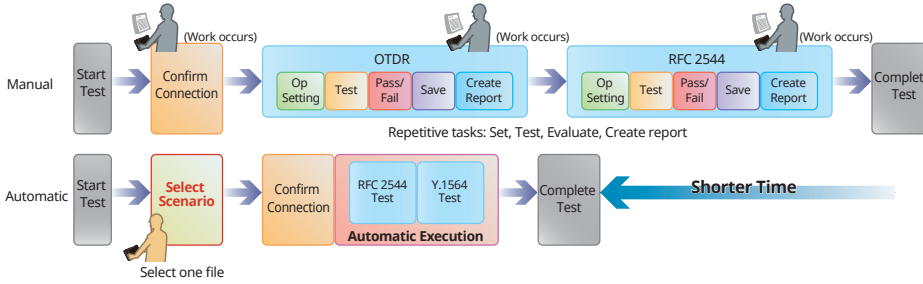 (Work occurs)
(Work occurs)
(Work occurs)
Manual
Start
Test
Confirm
Connection
OTDR
Op
Setting
Test
Pass/
Fail
Save
Create
Report
RFC 2544
Op
Setting
Test
Pass/
Fail
Save
Create
Report
Complete
Test
Repetitive tasks: Set, Test, Evaluate, Create report
Automatic
Start
Test
Select
Scenario
Confirm
Connection
RFC 2544
Test
Y.1564
Test
Automatic Execution
Complete
Test
Shorter Time
Select one file